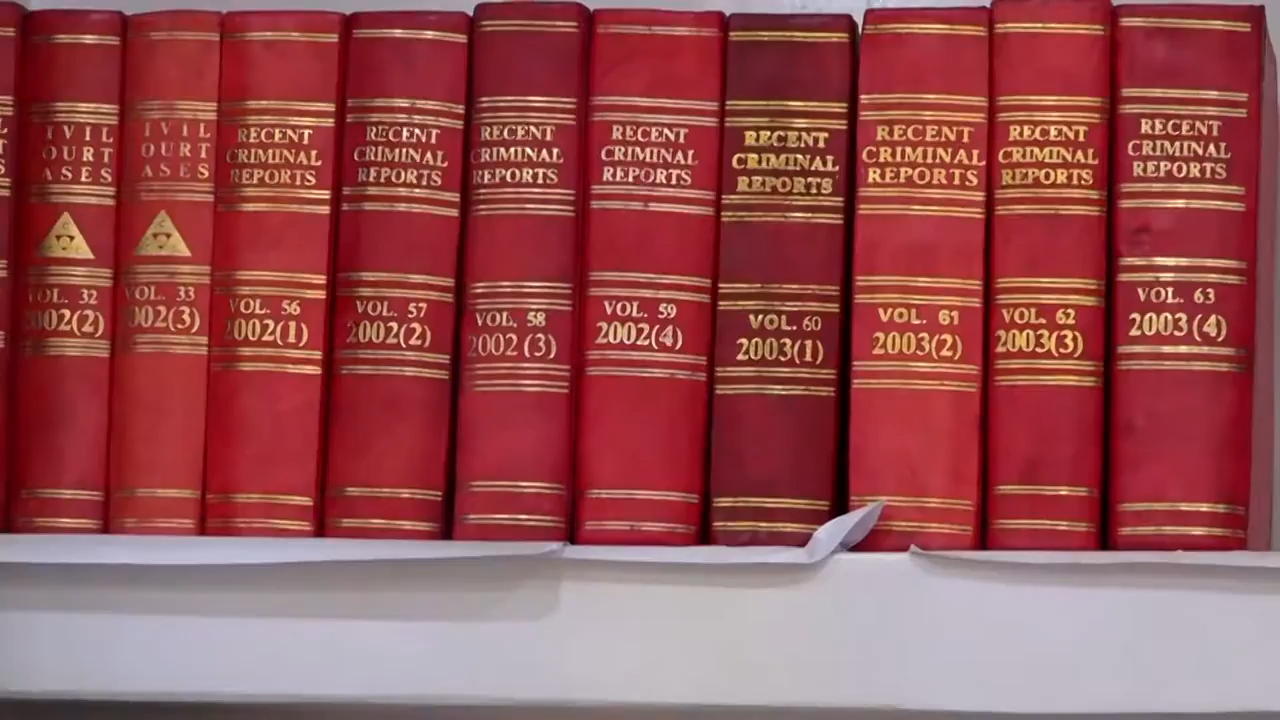 IVIL
OURT
ASES
VOL. 32
002(2)
IVIL
OURT
ASES
VOL. 33
002(3)
RECENT
CRIMINAL
REPORTS
VOL. 56
2002(1)
RECENT
CRIMINAL
REPORTS
VOL. 57
2002(2)
RECENT
CRIMINAL
REPORTS
VOL. 58
2002 (3)
RECENT
CRIMINAL
REPORTS
VOL. 59
2002(4)
RECENT
CRIMINAL
REPORTS
VOL. 60
2003(1)
RECENT
CRIMINAL
REPORTS
VOL. 61
2003(2)
RECENT
CRIMINAL
REPORTS
VOL. 62
2003(3)
RECENT
CRIMINAL
REPORTS
VOL. 63
2003 (4)